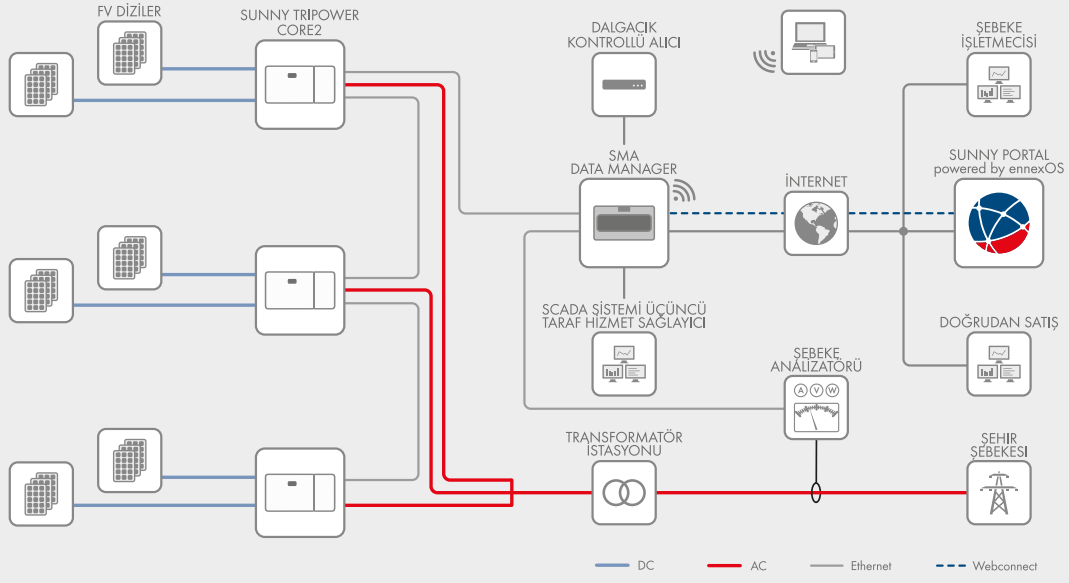 FV DİZİLER
SUNNY TRIPOWER
CORE2
DALGACIK
KONTROLLÜ ALICI
ŞEBEKE
İŞLETMECİSİ
SMA
DATA MANAGER
İNTERNET
SUNNY PORTAL
powered by ennexOS
SCADA SİSTEMİ ÜÇÜNCÜ
TARAF HİZMET SAĞLAYICI
DOĞRUDAN SATIŞ
ŞEBEKE
ANALİZATÖRÜ
A V W
TRANSFORMATÖR
İSTASYONU
ŞEHIR
ŞEBEKESI
DC
AC
Ethernet
Webconnect